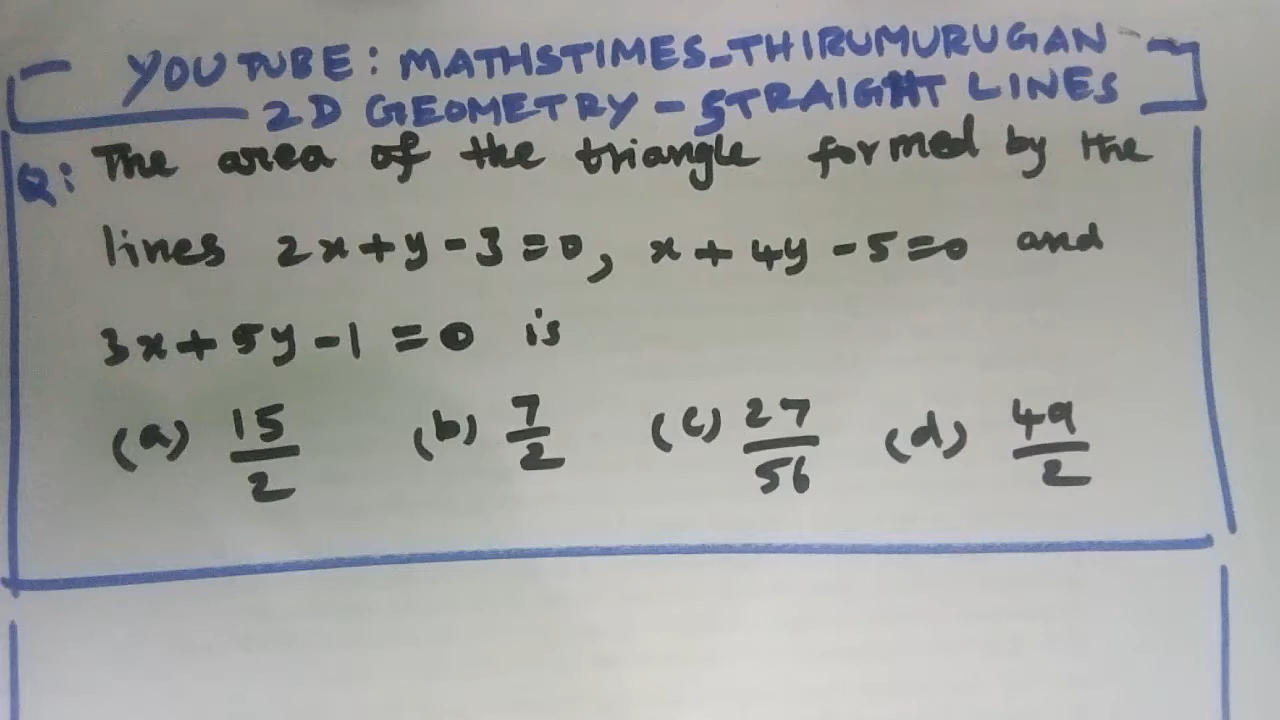 YOUTUBE: MATHSTIMES_THIRUMURUGAN
2D GEOMETRY - STRAIGHT LINES
Q: The area of the triangle formed by the
lines 2x+y-3=0, x+4y-5=0 and
3x+5y-1=0 is
(a) 15/2 (b) 7/2 (c) 27/56 (d) 49/2